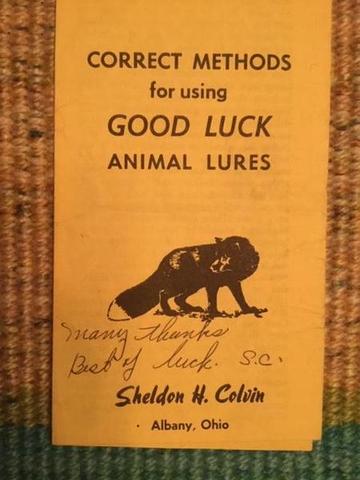 CORRECT METHODS
for using
GOOD LUCK
ANIMAL LURES
Many thanks
Best of luck. S.C.
Sheldon H. Colvin
Albany, Ohio